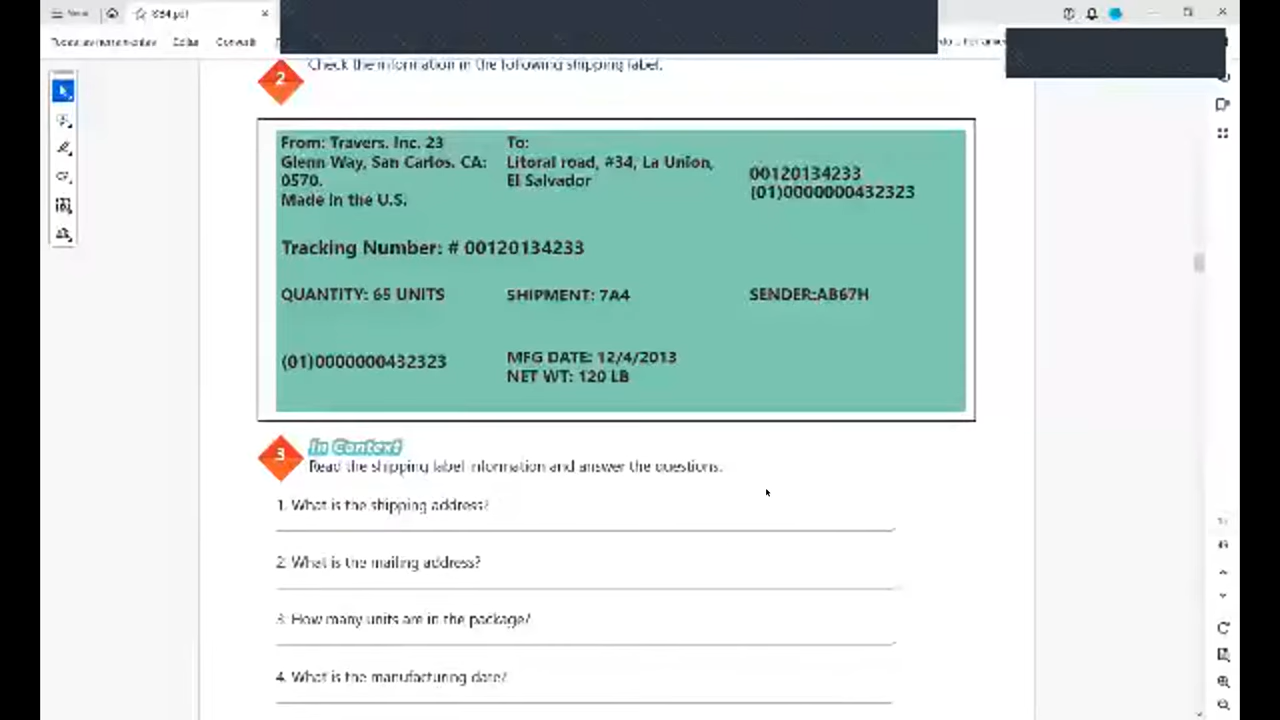 Editar
Convertir
2
Check the information in the following shipping label.
From: Travers. Inc. 23
Glenn Way, San Carlos. CA:
0570.
Made in the U.S.
To:
Litoral road, #34, La Union,
El Salvador
00120134233
(01)0000000432323
Tracking Number: # 00120134233
QUANTITY: 65 UNITS
SHIPMENT: 7A4
SENDER:AB67H
(01)0000000432323
MFG DATE: 12/4/2013
NET WT: 120 LB
3
In Context
Read the shipping label information and answer the questions.
1. What is the shipping address?
2. What is the mailing address?
3. How many units are in the package?
4. What is the manufacturing date?